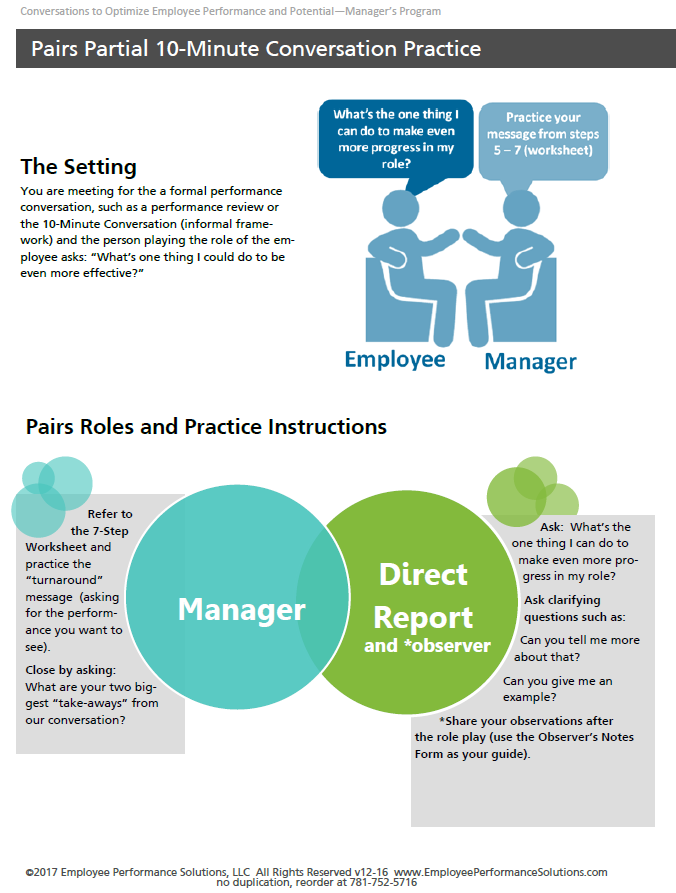 Conversations to Optimize Employee Performance and Potential—Manager's Program
Pairs Partial 10-Minute Conversation Practice
What's the one thing I
can do to make even
more progress in my
role?
Practice your
message from steps
5 – 7 (worksheet)
The Setting
You are meeting for the a formal performance
conversation, such as a performance review or
the 10-Minute Conversation (informal frame-
work) and the person playing the role of the em-
ployee asks: "What's one thing I could do to be
even more effective?"
Employee
Manager
Pairs Roles and Practice Instructions
Refer to
the 7-Step
Worksheet and
practice the
"turnaround"
message (asking
for the perform-
ance you want to
see).
Close by asking:
What are your two big-
gest "take-aways" from
our conversation?
Manager
Direct
Report
and *observer
Ask: What's the
one thing I can do to
make even more pro-
gress in my role?
Ask clarifying
questions such as:
Can you tell me more
about that?
Can you give me an
example?
*Share your observations after
the role play (use the Observer's Notes
Form as your guide).
©2017 Employee Performance Solutions, LLC All Rights Reserved v12-16 www.EmployeePerformanceSolutions.com
no duplication, reorder at 781-752-5716